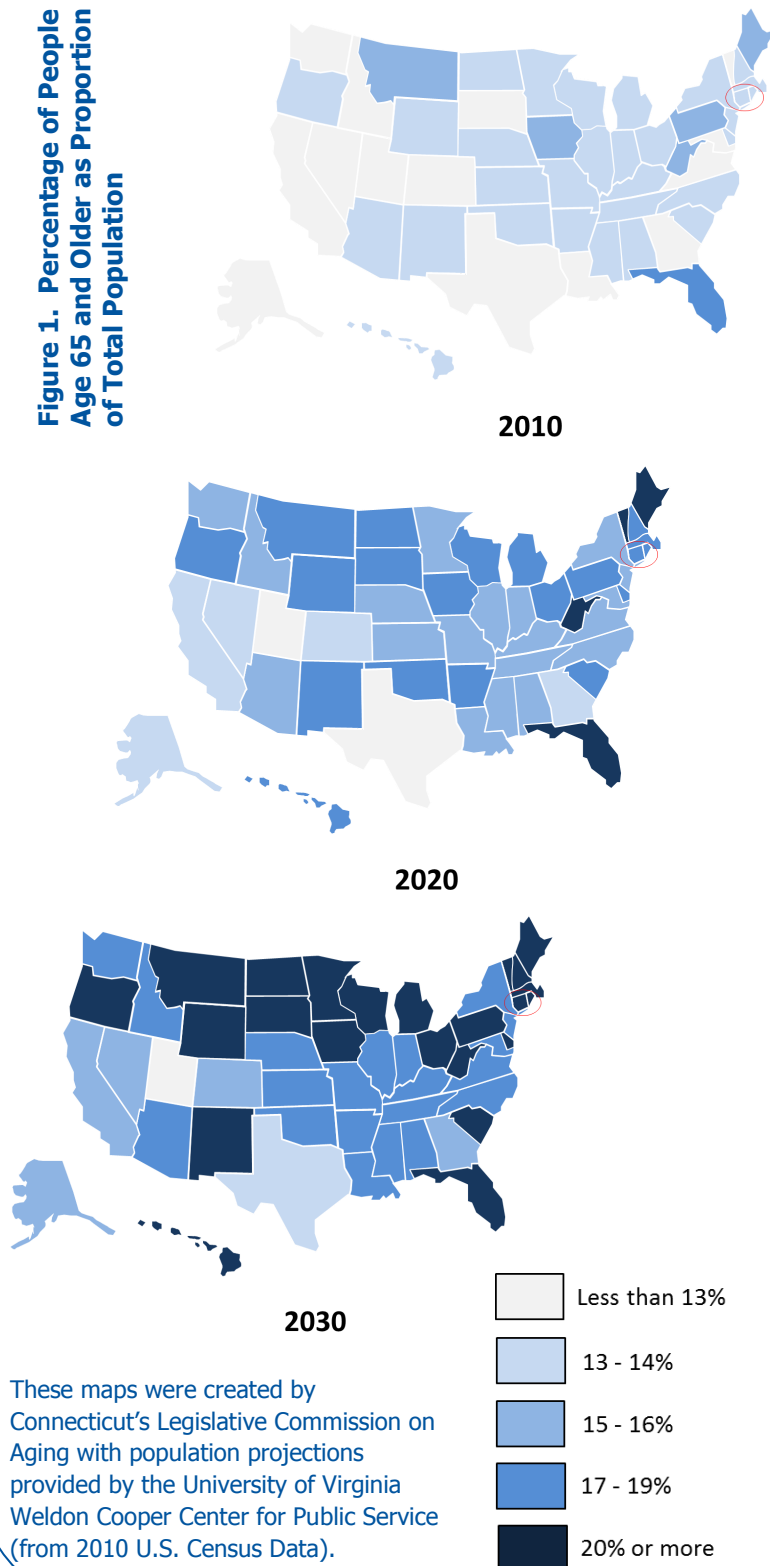 Figure 1. Percentage of People
Age 65 and Older as Proportion
of Total Population
2010
2020
2030
Less than 13%
13 - 14%
15 - 16%
17 - 19%
20% or more
These maps were created by
Connecticut's Legislative Commission on
Aging with population projections
provided by the University of Virginia
Weldon Cooper Center for Public Service
(from 2010 U.S. Census Data).